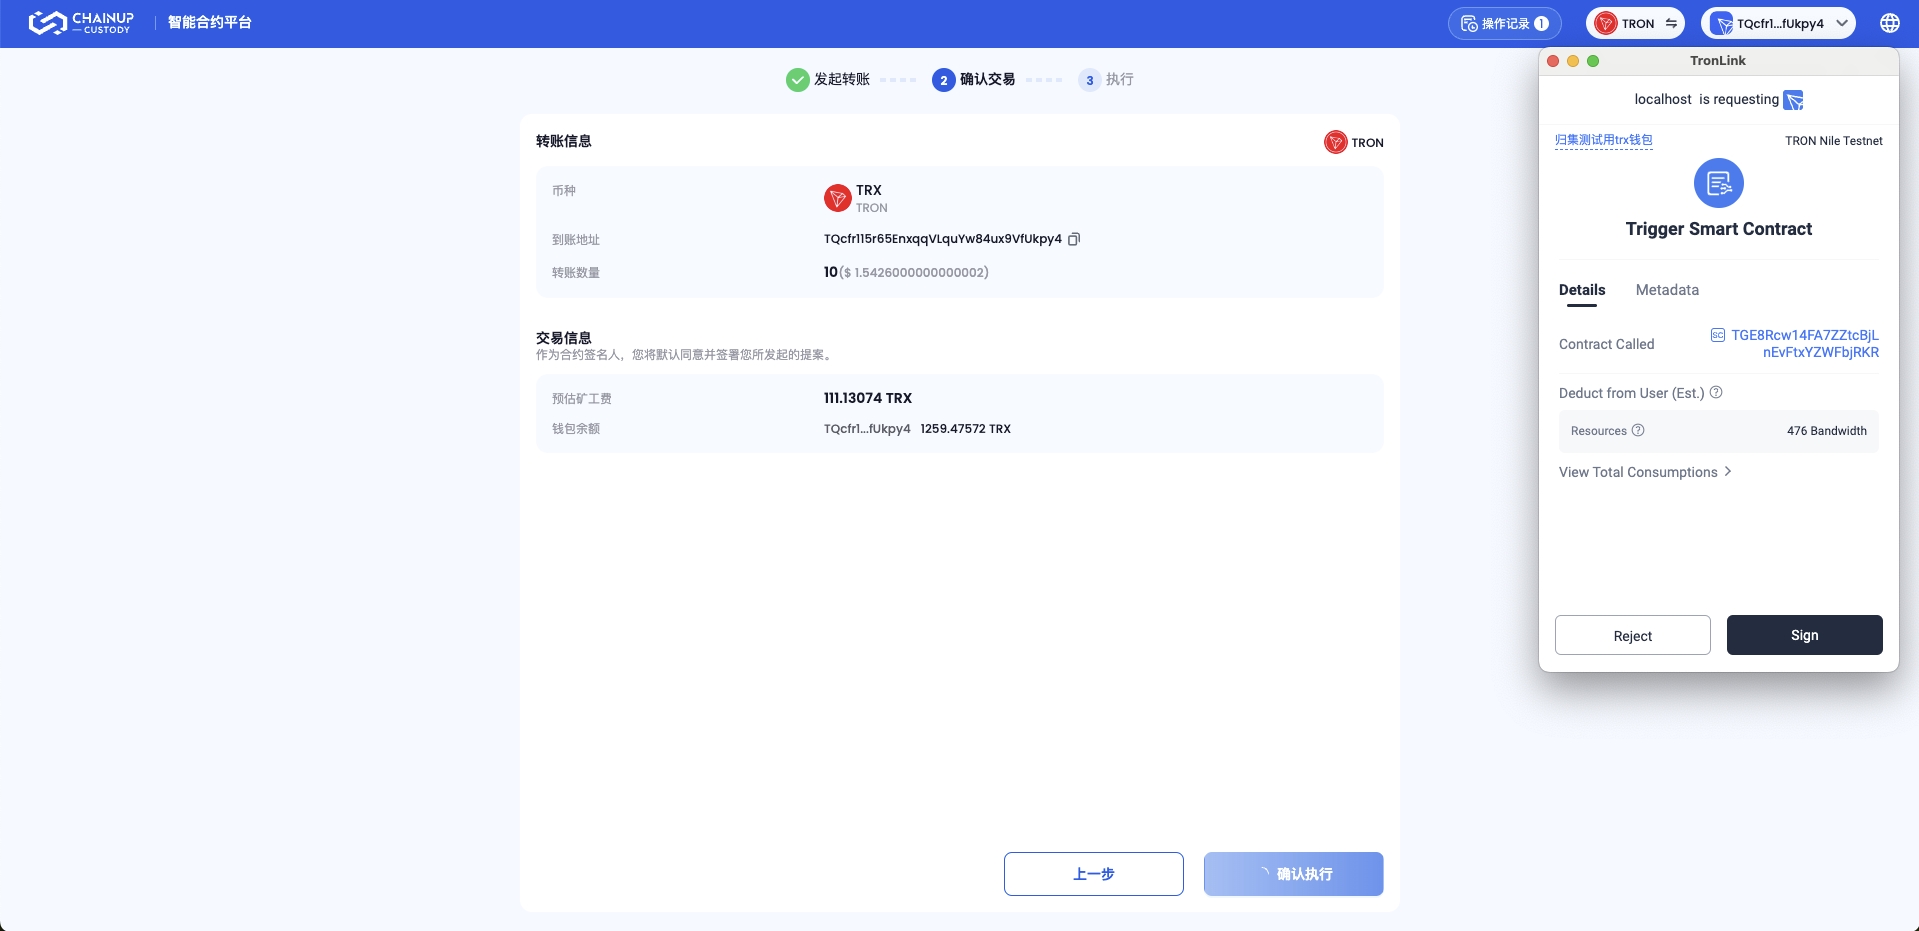 CHAINUP
CUSTODY
智能合约平台
操作记录 1
TRON
TQcfr1...fUkpy4
发起转账
2 确认交易
3 执行
转账信息
TRON
币种
TRX
TRON
到账地址
TQcfr115r65EnxqqVLquYw84ux9VfUkpy4
转账数量
10($ 1.5426000000000002)
交易信息
作为合约签名人，您将默认同意并签署您所发起的提案。
预估矿工费
111.13074 TRX
钱包余额
TQcfr1...fUkpy4 1259.47572 TRX
上一步
确认执行
TronLink
localhost is requesting
归集测试用trx钱包
TRON Nile Testnet
Trigger Smart Contract
Details
Metadata
Contract Called
SC TGE8Rcw14FA7ZZtcBjL
nEvFtxYZWFbjRKR
Deduct from User (Est.) ?
Resources ?
476 Bandwidth
View Total Consumptions >
Reject
Sign